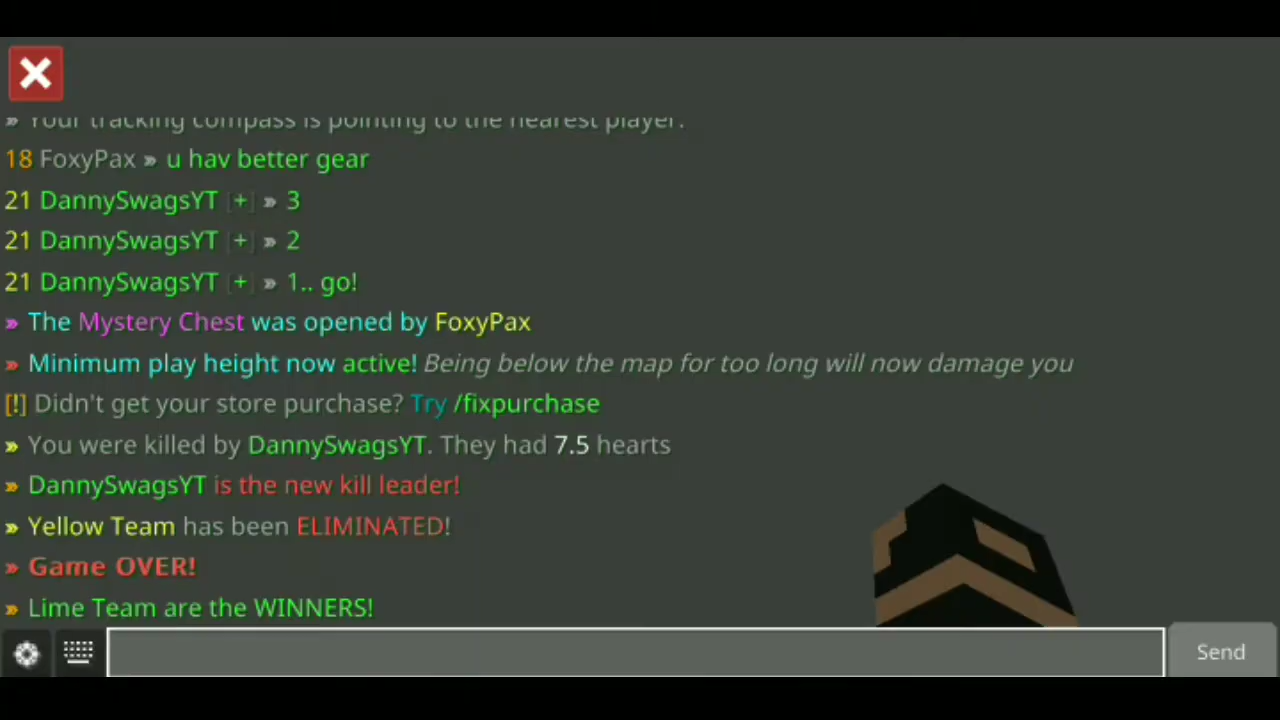 » Your tracking compass is pointing to the nearest player.
18 FoxyPax » u hav better gear
21 DannySwagsYT [+] » 3
21 DannySwagsYT [+] » 2
21 DannySwagsYT [+] » 1.. go!
» The Mystery Chest was opened by FoxyPax
» Minimum play height now active! Being below the map for too long will now damage you
[!] Didn't get your store purchase? Try /fixpurchase
» You were killed by DannySwagsYT. They had 7.5 hearts
» DannySwagsYT is the new kill leader!
» Yellow Team has been ELIMINATED!
» Game OVER!
» Lime Team are the WINNERS!
Send